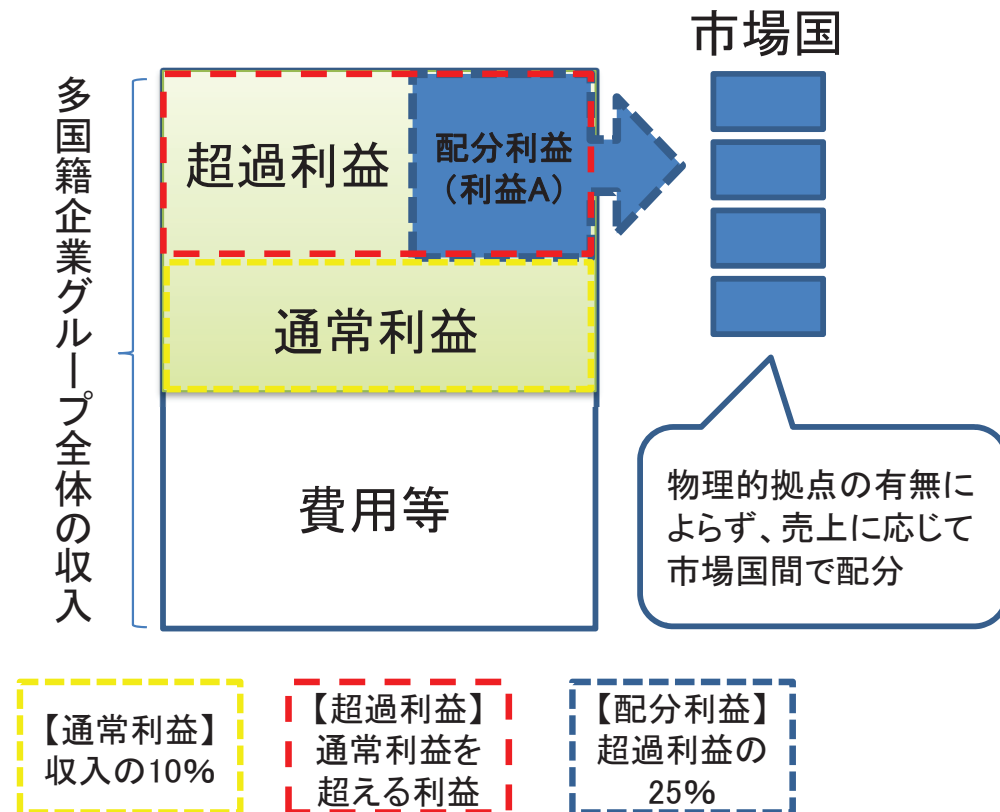 市場国
多国籍企業グループ全体の収入
超過利益
配分利益
（利益A）
通常利益
費用等
物理的拠点の有無に
よらず、売上に応じて
市場国間で配分
【通常利益】
収入の10%
【超過利益】
通常利益を
超える利益
【配分利益】
超過利益の
25%